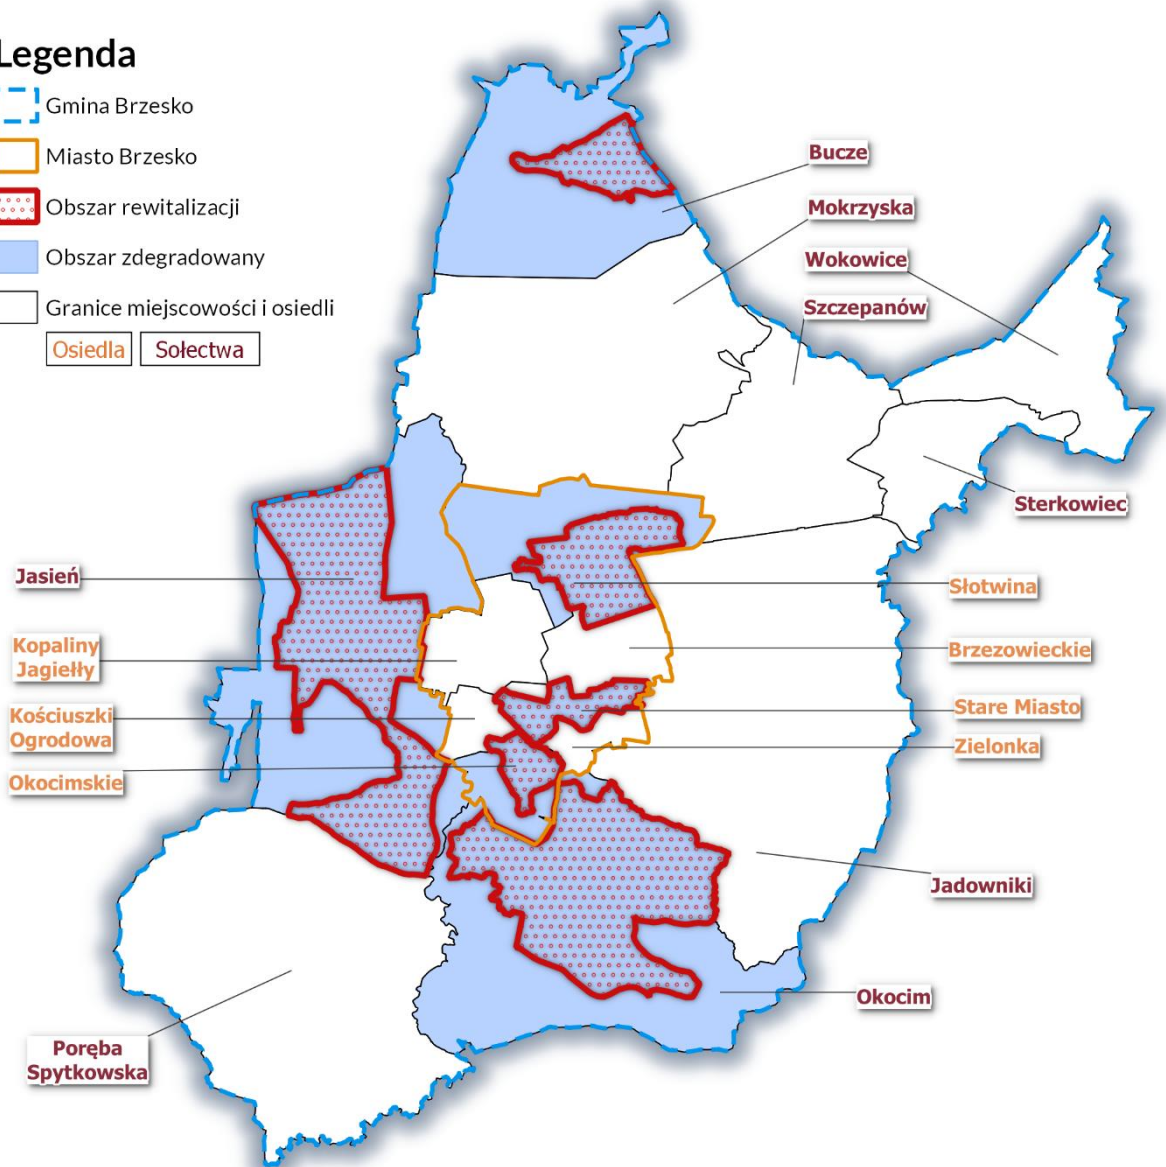 Legenda
Gmina Brzesko
Miasto Brzesko
Obszar rewitalizacji
Obszar zdegradowany
Granice miejscowości i osiedli
Osiedla
Sołectwa
Bucze
Mokrzyska
Wokowice
Szczepanów
Sterkowiec
Jasień
Słotwina
Kopaliny
Jagiełły
Brzezowieckie
Kościuszki
Ogrodowa
Stare Miasto
Zielonka
Okocimskie
Jadowniki
Okocim
Poręba
Spytkowska